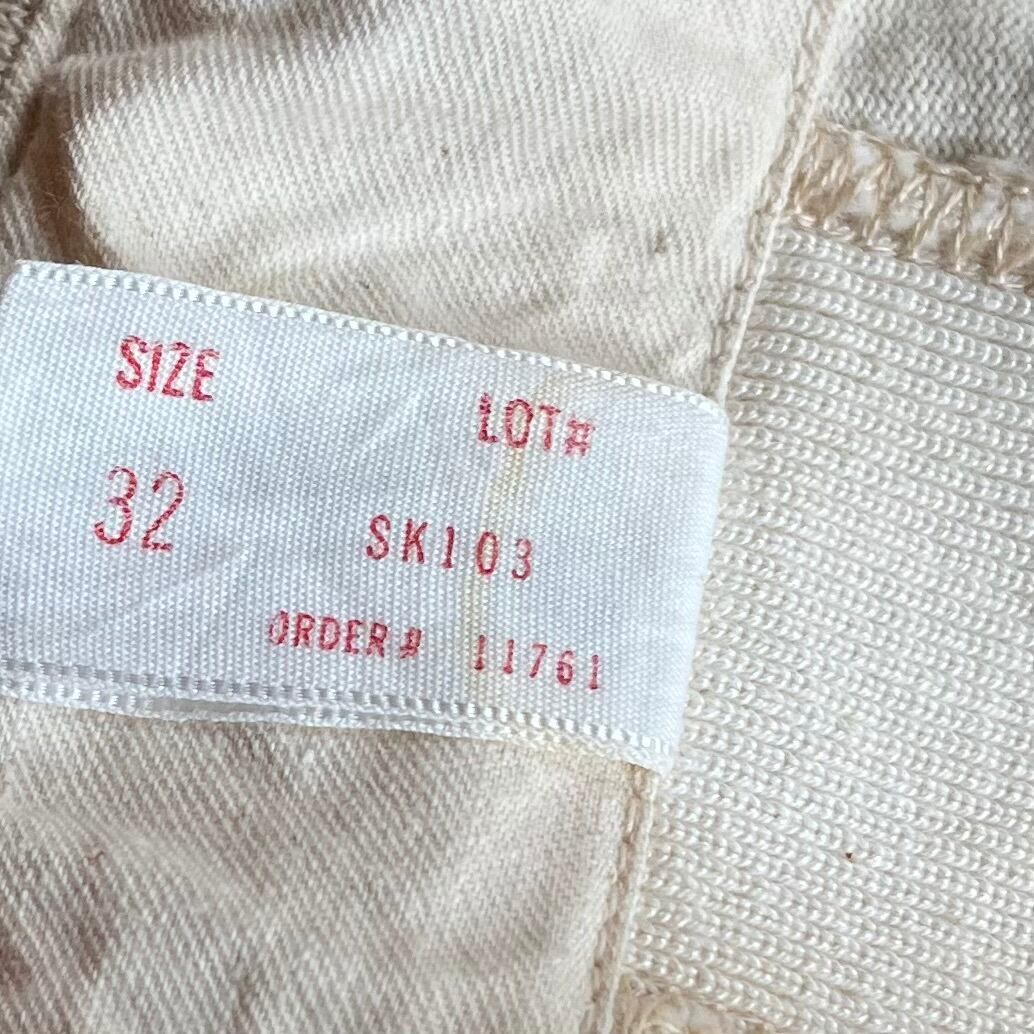 SIZE LOT#
32 SK103
ORDER# 11761